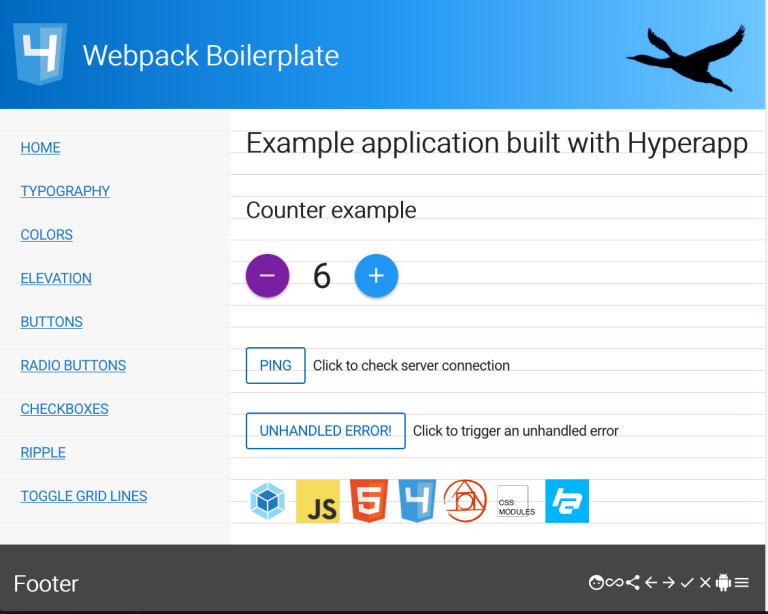 4
Webpack Boilerplate
HOME
TYPOGRAPHY
COLORS
ELEVATION
BUTTONS
RADIO BUTTONS
CHECKBOXES
RIPPLE
TOGGLE GRID LINES
Example application built with Hyperapp
Counter example
6
PING Click to check server connection
UNHANDLED ERROR! Click to trigger an unhandled error
JS 5 4 CSS MODULES
Footer